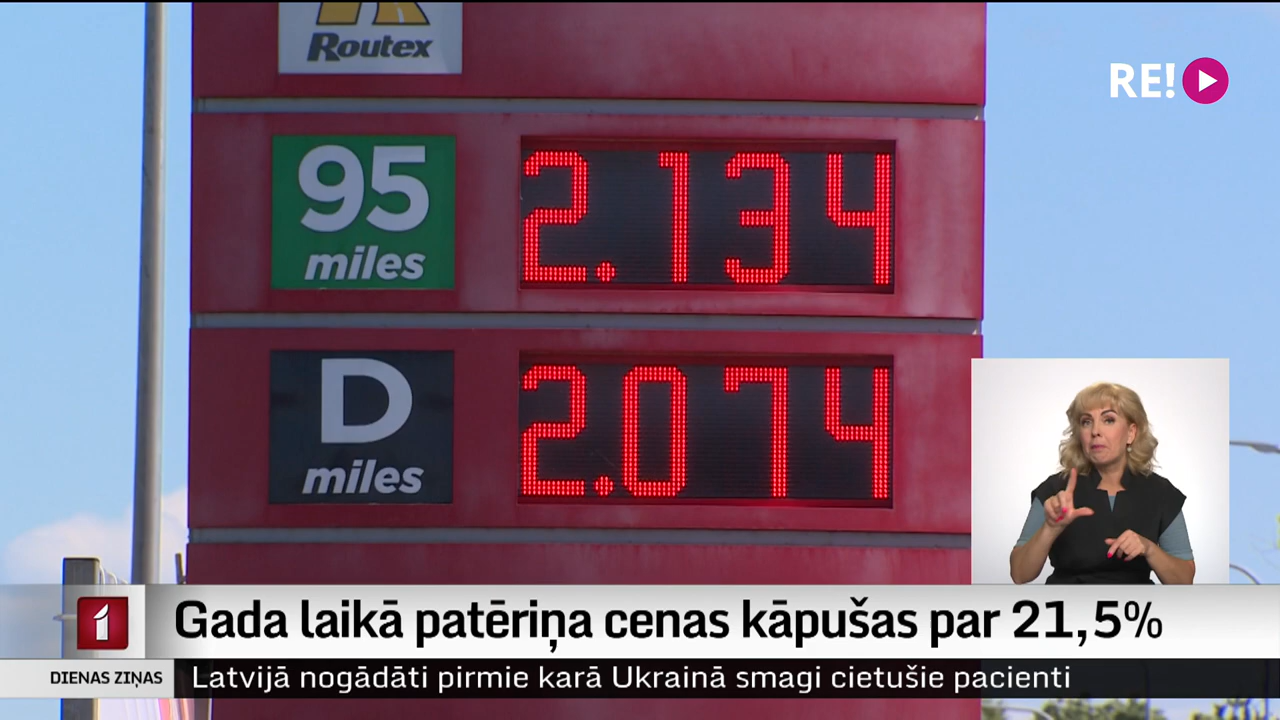 Routex
RE!
95
miles
2.134
D
miles
2.074
1
Gada laikā patēriņa cenas kāpušas par 21,5%
DIENAS ZIŅAS
Latvijā nogādāti pirmie karā Ukrainā smagi cietušie pacienti